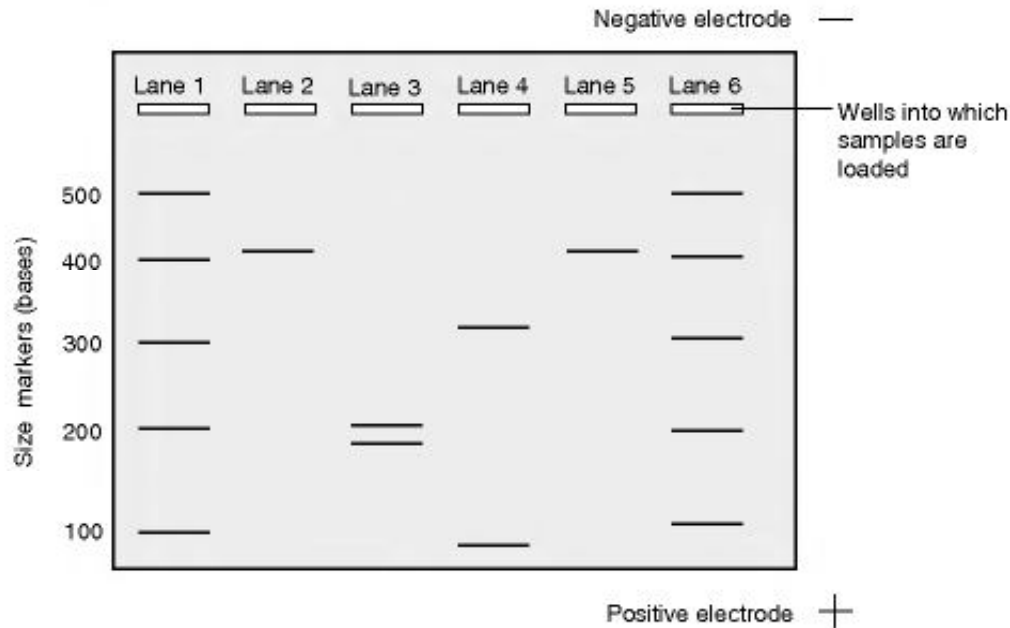 Negative electrode —
Lane 1 Lane 2 Lane 3 Lane 4 Lane 5 Lane 6
Wells into which
samples are
loaded
500
400
300
200
100
Size markers (bases)
Positive electrode +